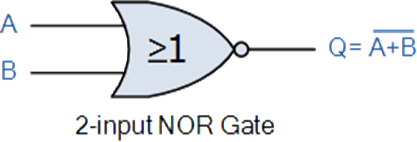 A
B
≥1
Q= A̅+̅B̅
2-input NOR Gate